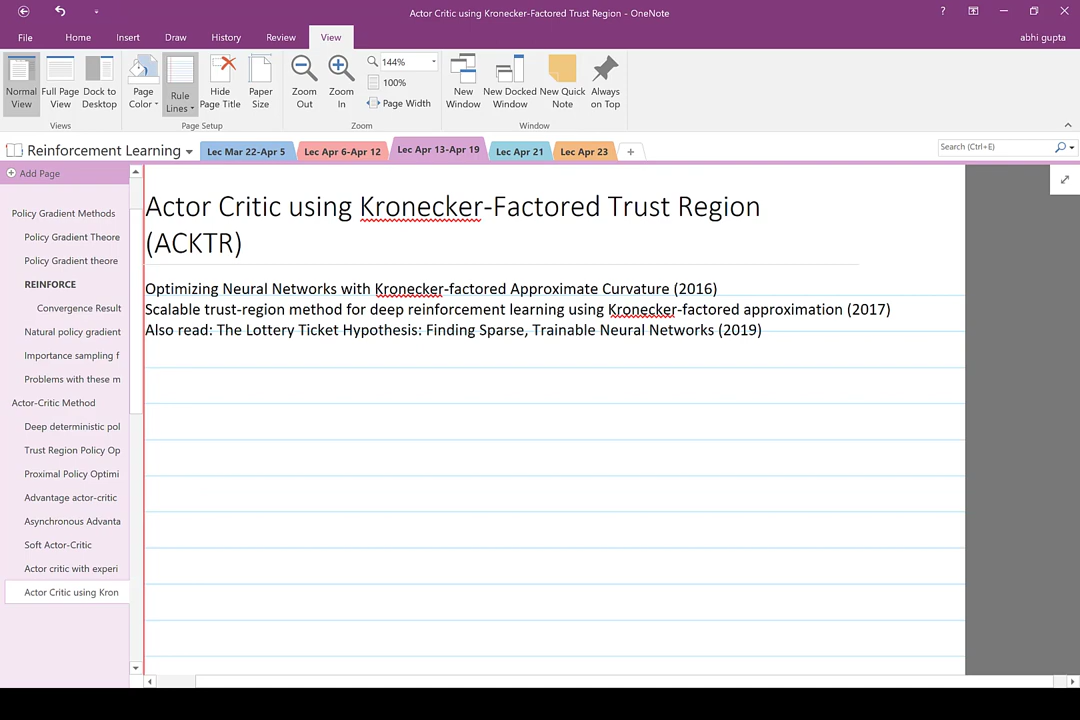 Actor Critic using Kronecker-Factored Trust Region - OneNote
?
File
Home
Insert
Draw
History
Review
View
abhi gupta
Normal View
Full Page View
Dock to Desktop
Views
Page Color
Rule Lines
Hide Page Title
Paper Size
Page Setup
Zoom Out
Zoom In
144%
100%
Page Width
Zoom
New Window
New Docked Window
New Quick Note
Always on Top
Window
Reinforcement Learning
Lec Mar 22-Apr 5
Lec Apr 6-Apr 12
Lec Apr 13-Apr 19
Lec Apr 21
Lec Apr 23
+
Search (Ctrl+E)
Add Page
Policy Gradient Methods
Policy Gradient Theore
Policy Gradient theore
REINFORCE
Convergence Result
Natural policy gradient
Importance sampling f
Problems with these m
Actor-Critic Method
Deep deterministic pol
Trust Region Policy Op
Proximal Policy Optimi
Advantage actor-critic
Asynchronous Advanta
Soft Actor-Critic
Actor critic with experi
Actor Critic using Kron
Actor Critic using Kronecker-Factored Trust Region
(ACKTR)
Optimizing Neural Networks with Kronecker-factored Approximate Curvature (2016)
Scalable trust-region method for deep reinforcement learning using Kronecker-factored approximation (2017)
Also read: The Lottery Ticket Hypothesis: Finding Sparse, Trainable Neural Networks (2019)